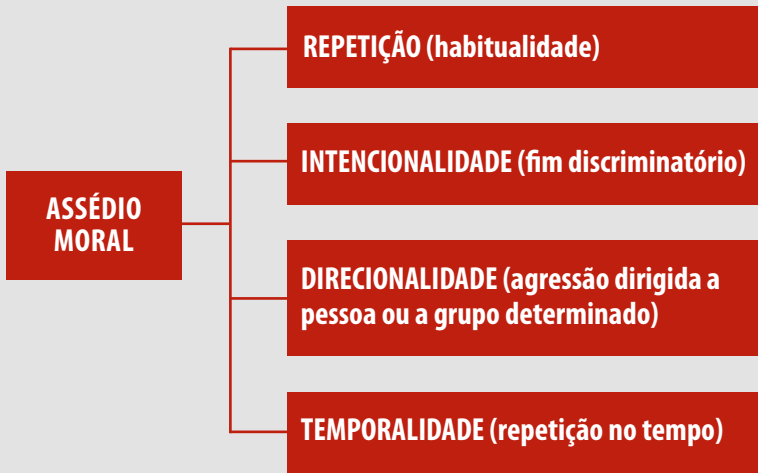 ASSÉDIO
MORAL
REPETIÇÃO (habitualidade)
INTENCIONALIDADE (fim discriminatório)
DIRECIONALIDADE (agressão dirigida a
pessoa ou a grupo determinado)
TEMPORALIDADE (repetição no tempo)